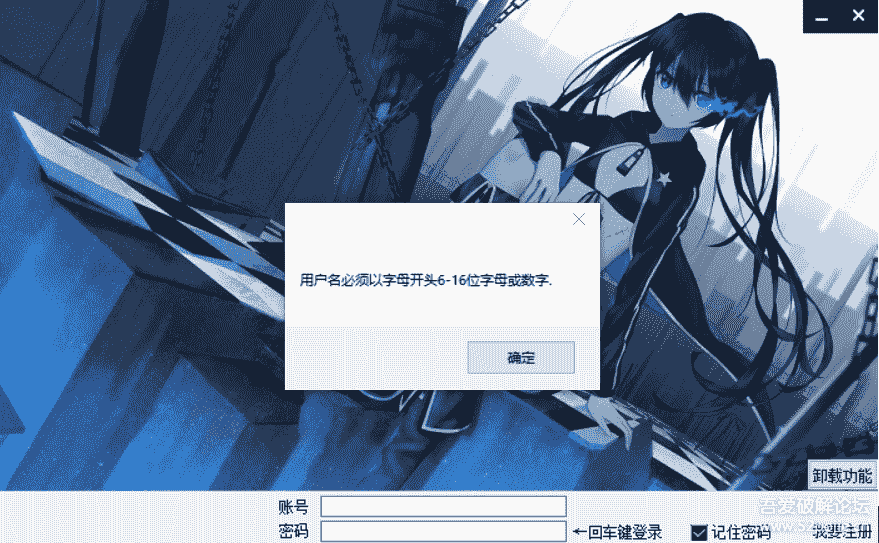 用户名必须以字母开头6-16位字母或数字.
确定
卸载功能
账号
密码
←回车键登录
记住密码
我要注册
吾爱破解论坛